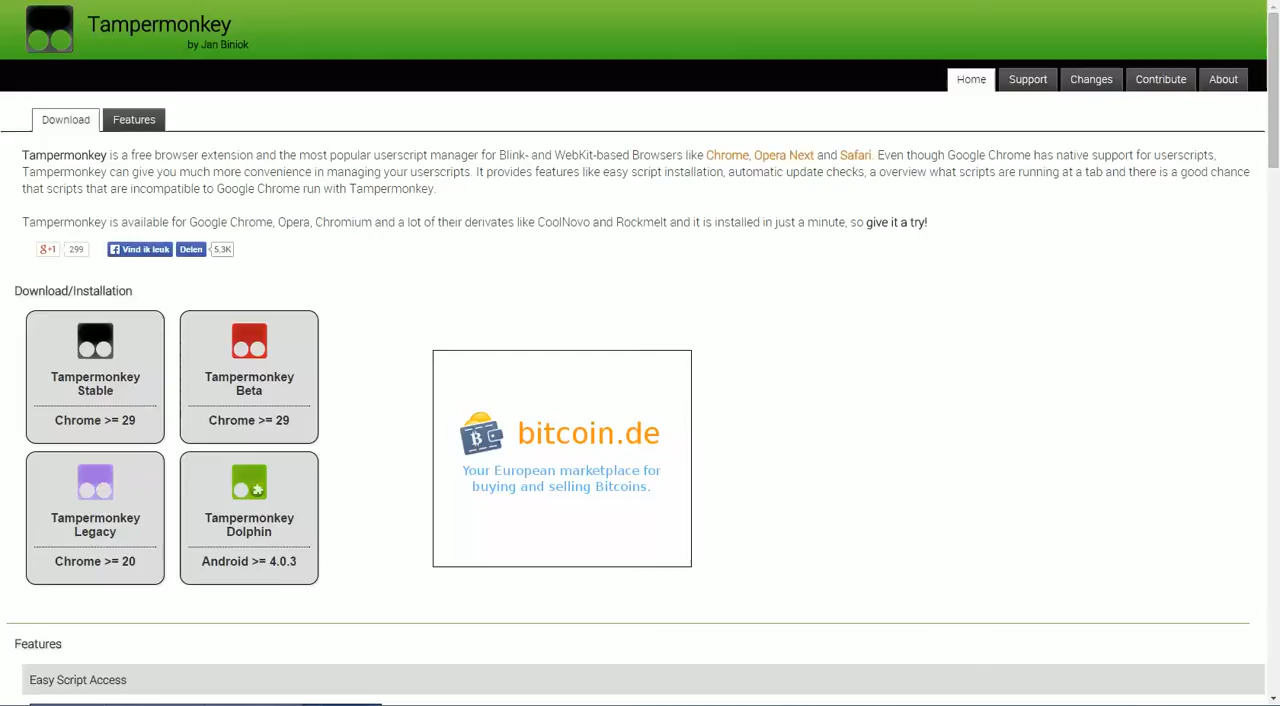 Tampermonkey
by Jan Biniok
Home
Support
Changes
Contribute
About
Download
Features
Tampermonkey is a free browser extension and the most popular userscript manager for Blink- and WebKit-based Browsers like Chrome, Opera Next and Safari. Even though Google Chrome has native support for userscripts,
Tampermonkey can give you much more convenience in managing your userscripts. It provides features like easy script installation, automatic update checks, a overview what scripts are running at a tab and there is a good chance
that scripts that are incompatible to Google Chrome run with Tampermonkey.
Tampermonkey is available for Google Chrome, Opera, Chromium and a lot of their derivates like CoolNovo and Rockmelt and it is installed in just a minute, so give it a try!
g+1
299
Vind ik leuk
Delen
5,3K
Download/Installation
Tampermonkey
Stable
Chrome >= 29
Tampermonkey
Beta
Chrome >= 29
Tampermonkey
Legacy
Chrome >= 20
Tampermonkey
Dolphin
Android >= 4.0.3
bitcoin.de
Your European marketplace for
buying and selling Bitcoins.
Features
Easy Script Access